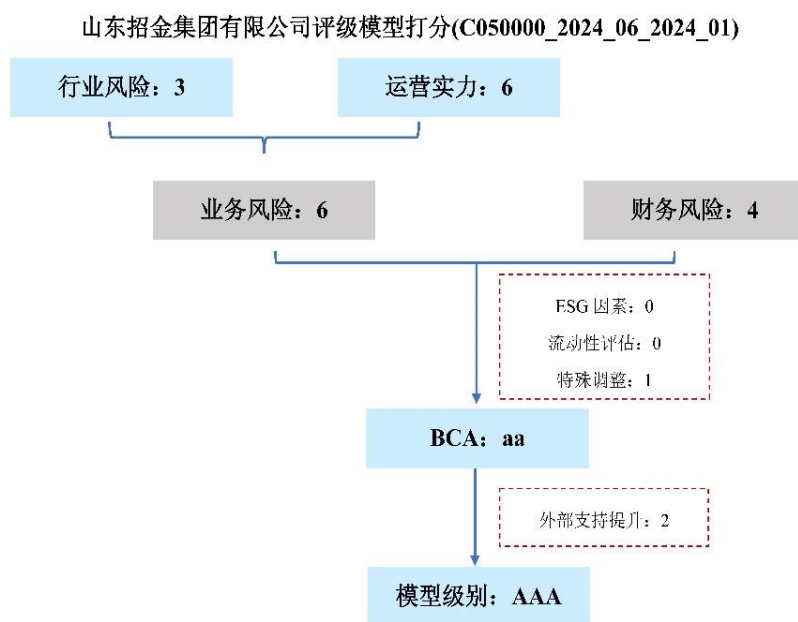 山东招金集团有限公司评级模型打分(C050000_2024_06_2024_01)
行业风险：3
运营实力：6
业务风险：6
财务风险：4
ESG 因素：0
流动性评估：0
特殊调整：1
BCA：aa
外部支持提升：2
模型级别：AAA